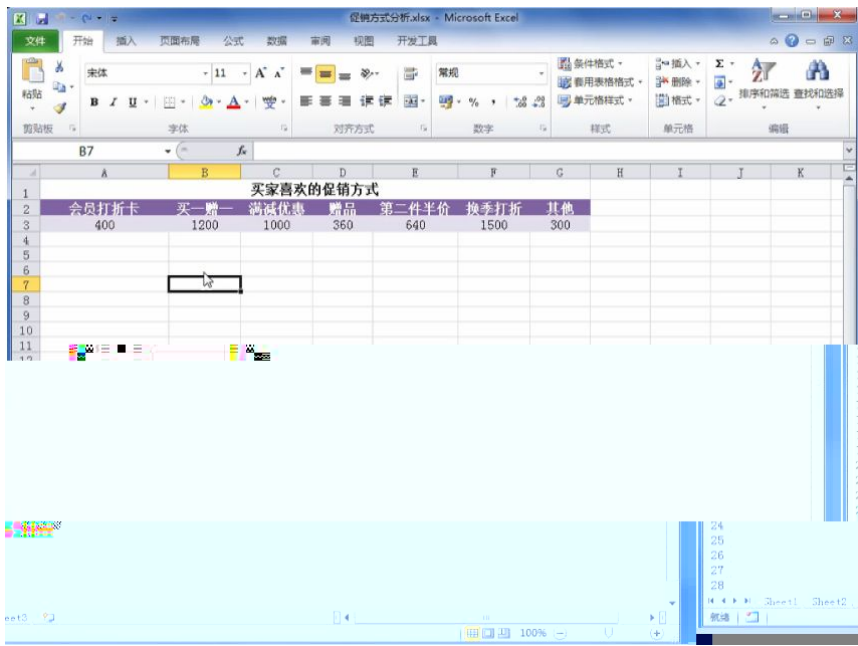 促销方式分析.xlsx - Microsoft Excel
文件 开始 插入 页面布局 公式 数据 审阅 视图 开发工具
宋体 11 A A 常规 条件格式 插入 Σ
粘贴 套用表格格式 删除 排序和筛选 查找和选择
B I U A % , 单元格样式 格式
剪贴板 字体 对齐方式 数字 样式 单元格 编辑
B7 fx
A B C D E F G H I J K
1 买家喜欢的促销方式
2 会员打折卡 买一赠一 满减优惠 赠品 第二件半价 换季打折 其他
3 400 1200 1000 360 640 1500 300
4
5
6
7
8
9
10
11
12
24
25
26
27
28
Sheet1 Sheet2
eet3
就绪
100%